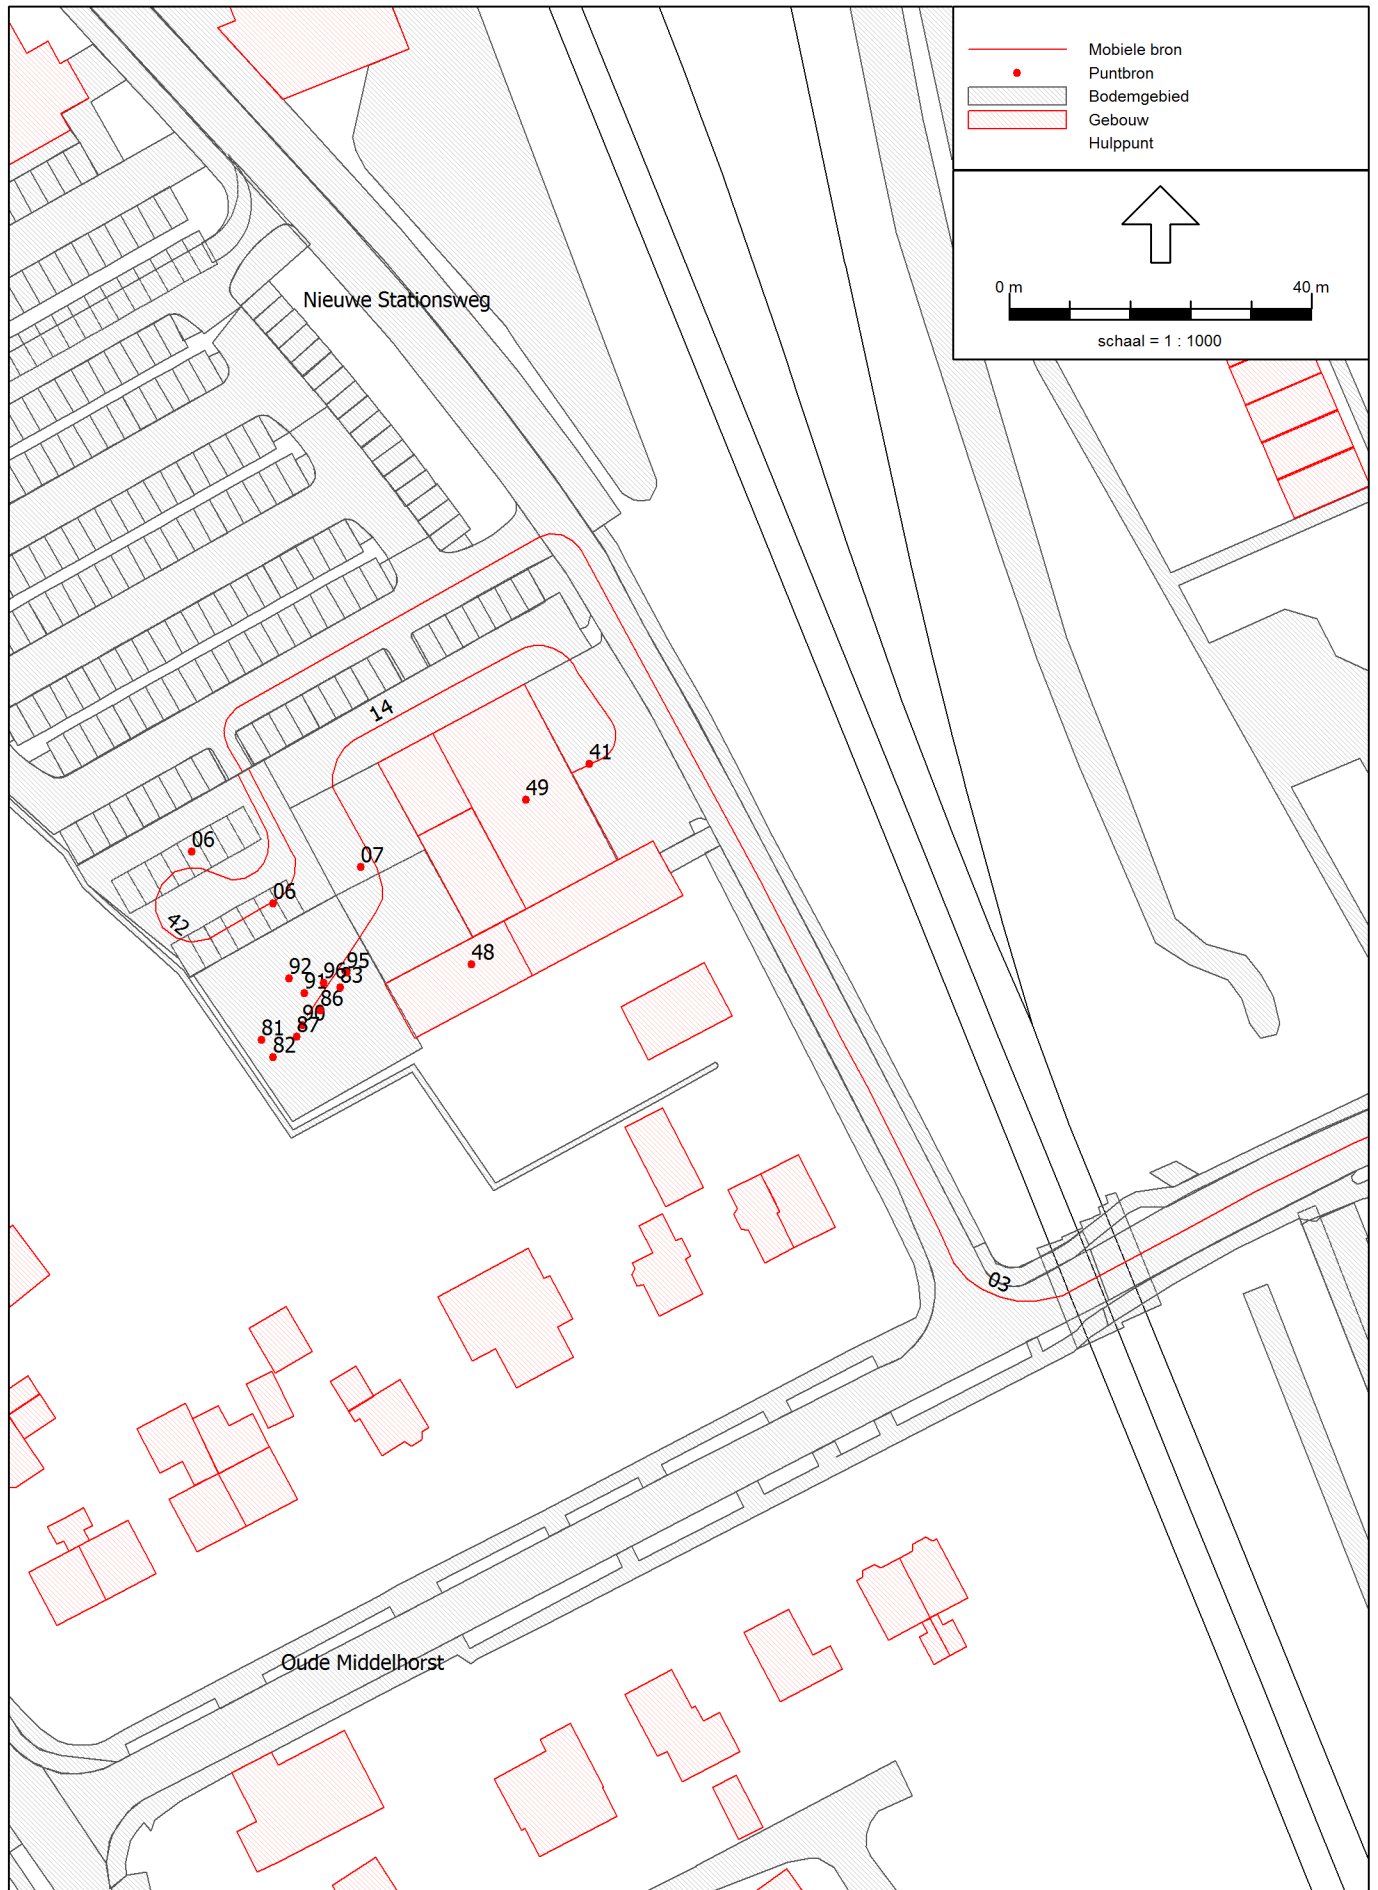 Mobiele bron
Puntbron
Bodemgebied
Gebouw
Hulppunt
0 m 40 m
schaal = 1 : 1000
Nieuwe Stationsweg
14
41
49
06
07
06
42
48
92
95
96
91
83
86
90
81
87
82
03
Oude Middelhorst